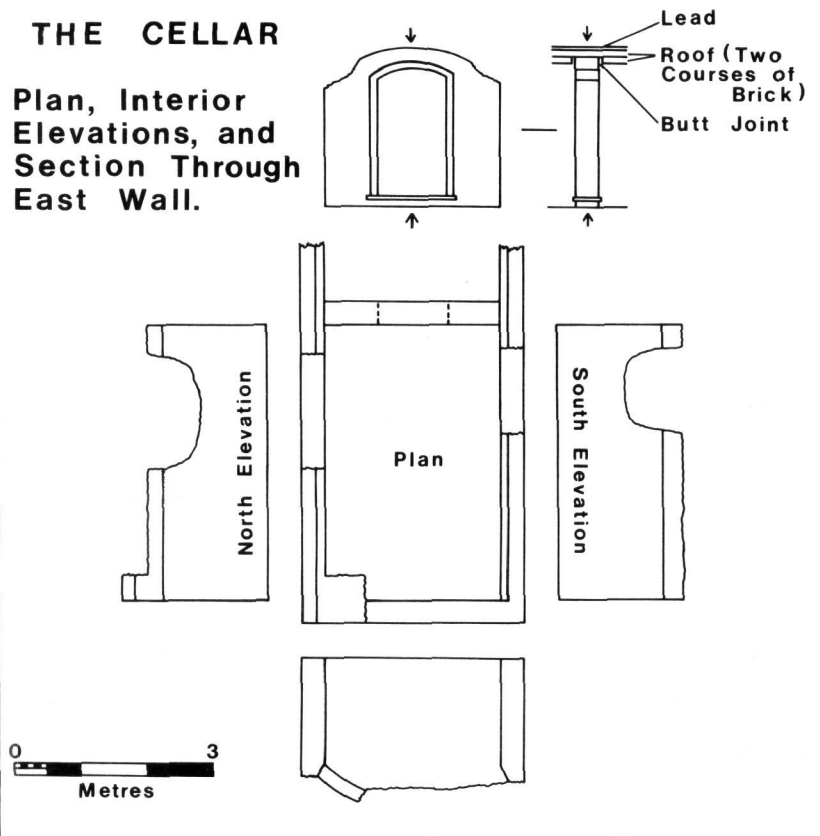 THE CELLAR
Plan, Interior
Elevations, and
Section Through
East Wall.
Lead
Roof (Two
Courses of
Brick)
Butt Joint
North Elevation
Plan
South Elevation
0 3
Metres